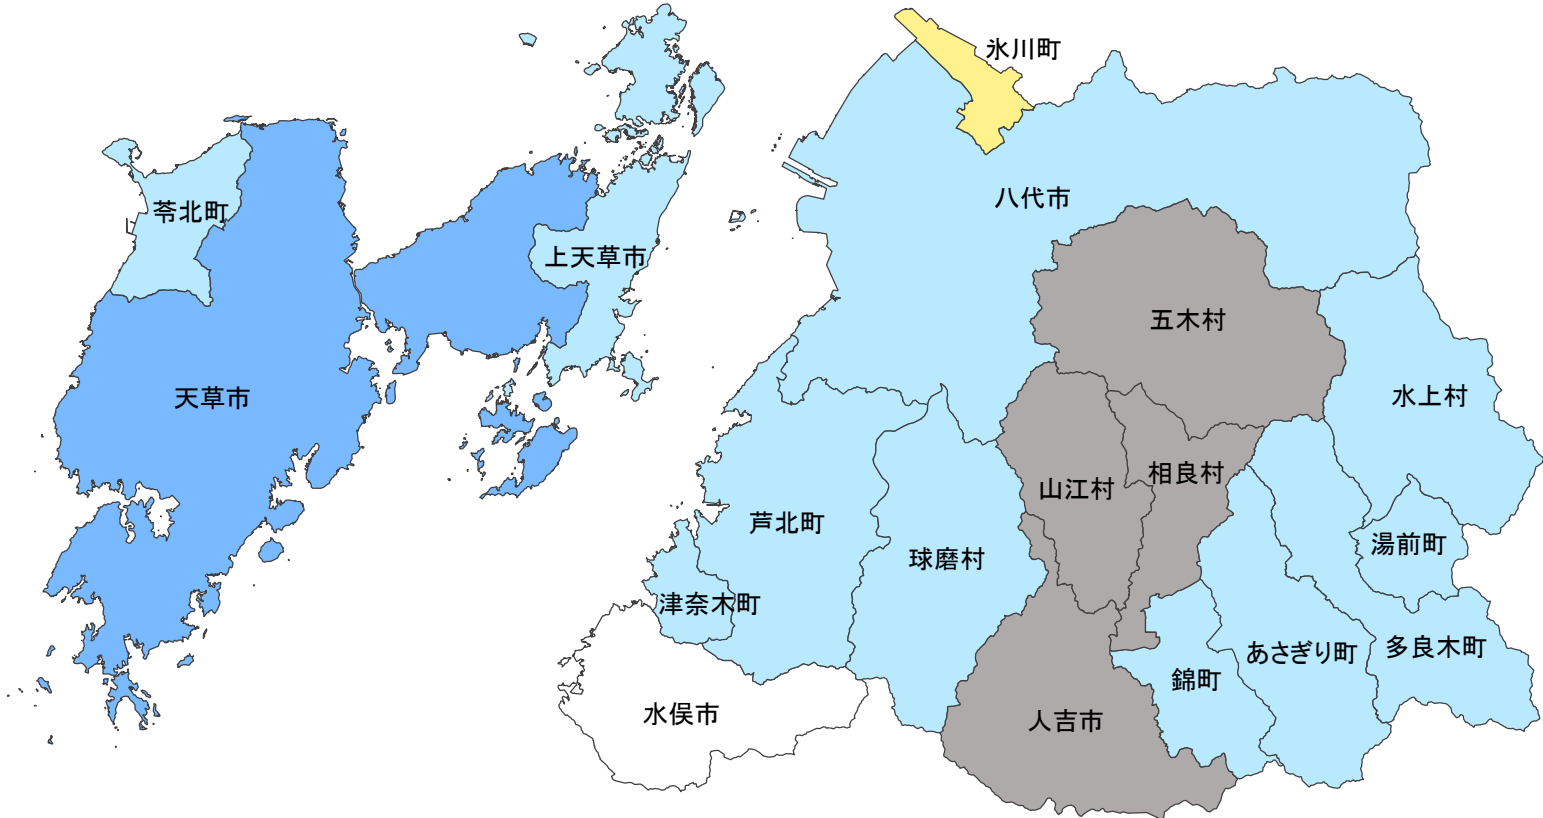 氷川町
八代市
苓北町
上天草市
五木村
天草市
水上村
相良村
山江村
芦北町
湯前町
球磨村
津奈木町
多良木町
あさぎり町
錦町
水俣市
人吉市